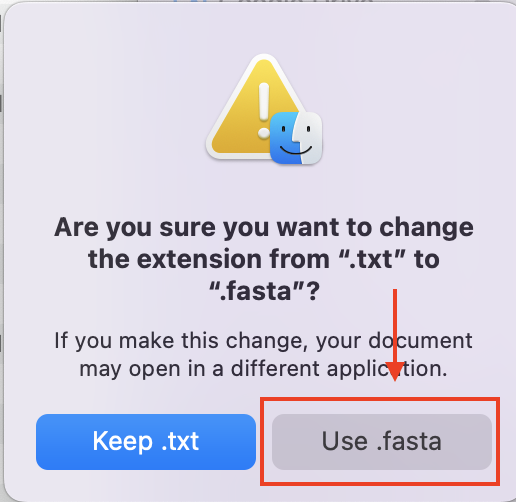 Are you sure you want to change
the extension from “.txt” to
“.fasta”?
If you make this change, your document
may open in a different application.
Keep .txt
Use .fasta